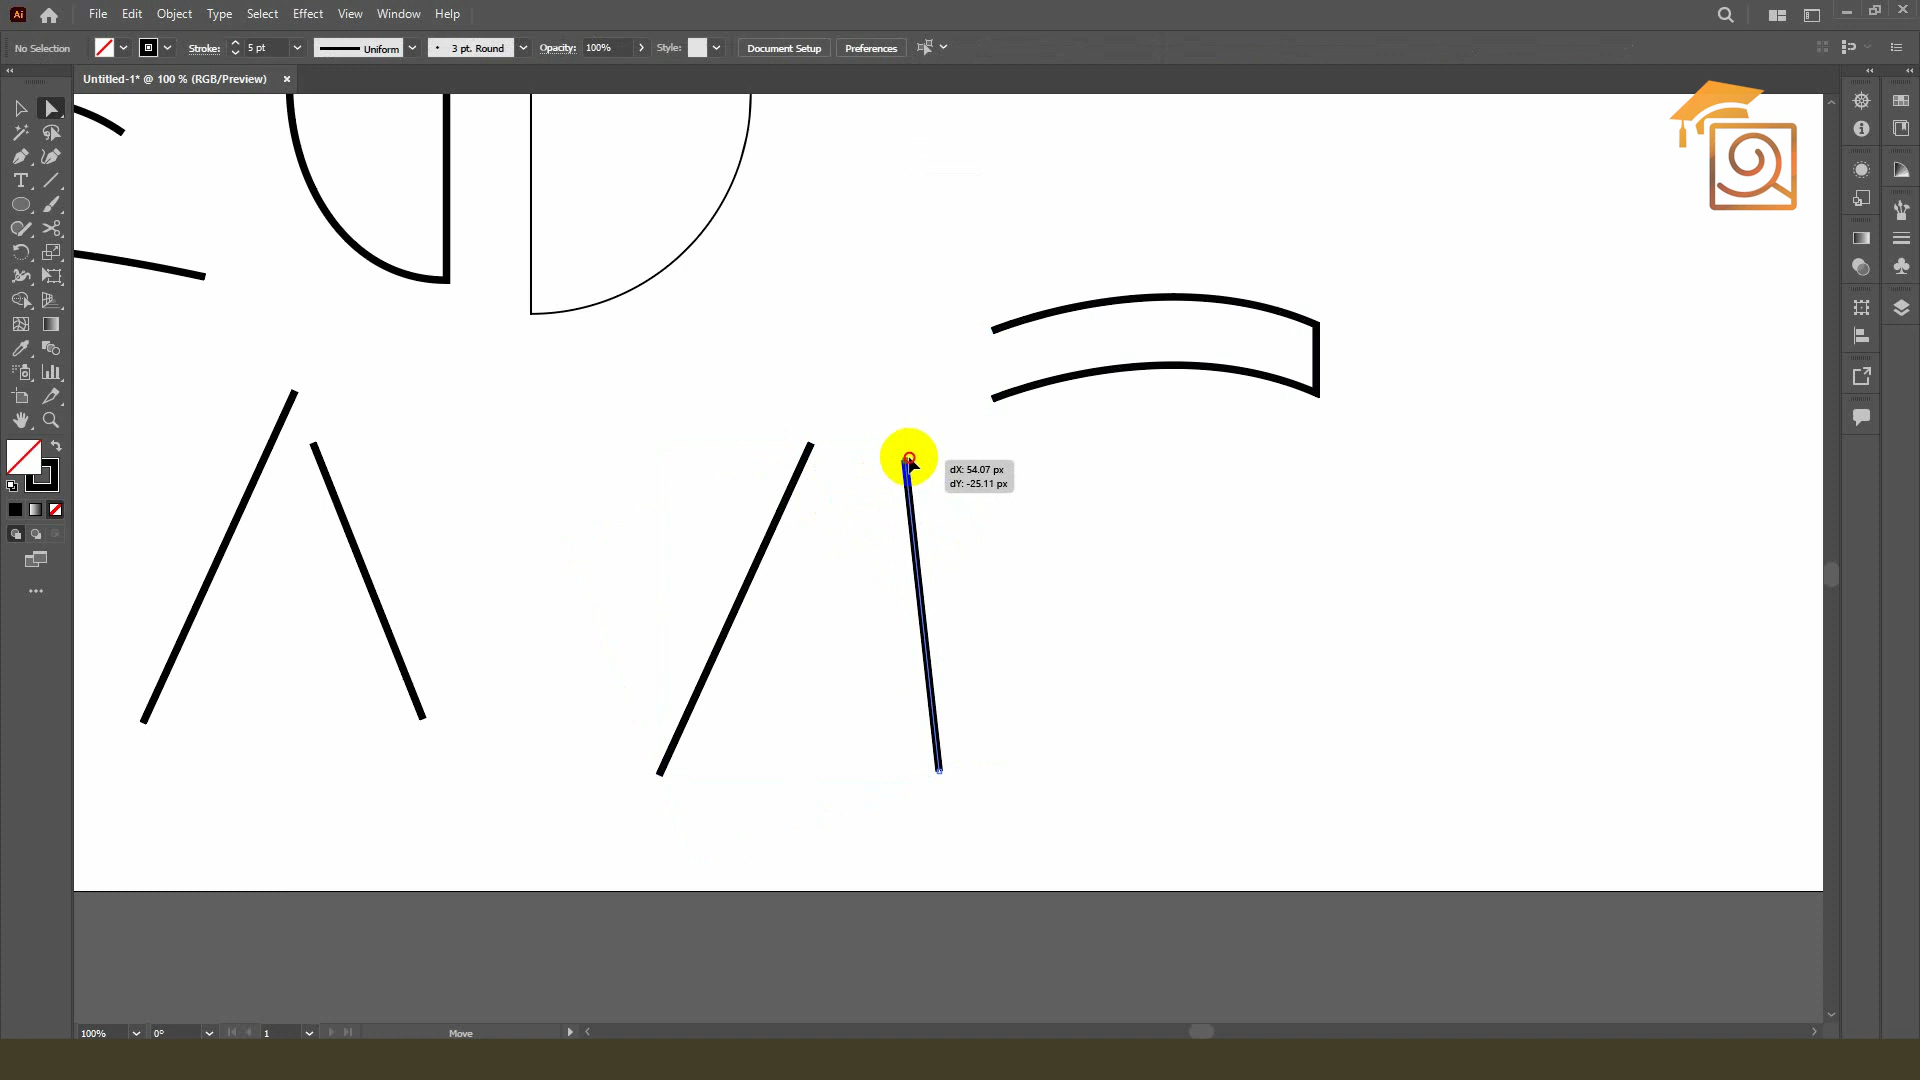 Ai File Edit Object Type Select Effect View Window Help
No Selection Stroke: 5 pt Uniform 3 pt. Round Opacity: 100% Style: Document Setup Preferences
Untitled-1* @ 100 % (RGB/Preview)
dX: 54.07 px
dY: -25.11 px
100% 0° 1 Move